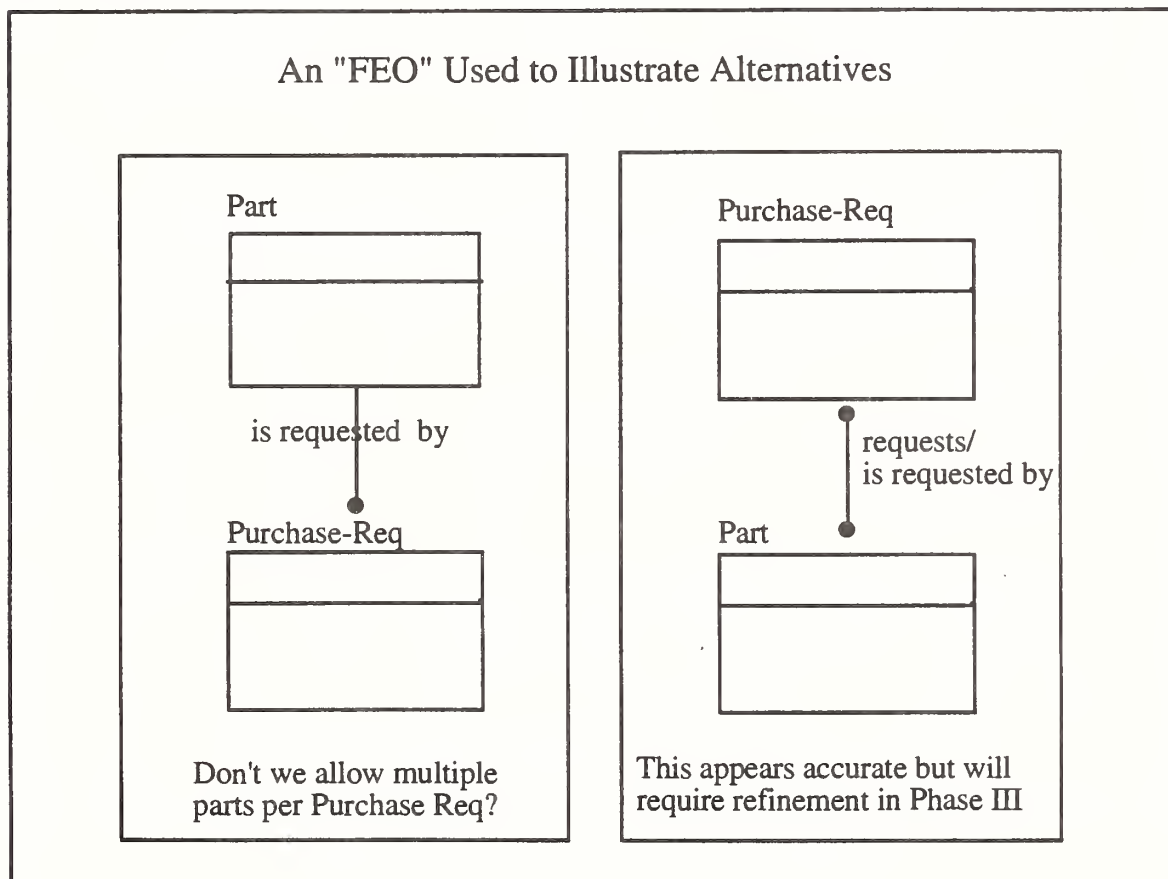 An "FEO" Used to Illustrate Alternatives
Part
is requested by
Purchase-Req
Don't we allow multiple
parts per Purchase Req?
Purchase-Req
requests/
is requested by
Part
This appears accurate but will
require refinement in Phase III